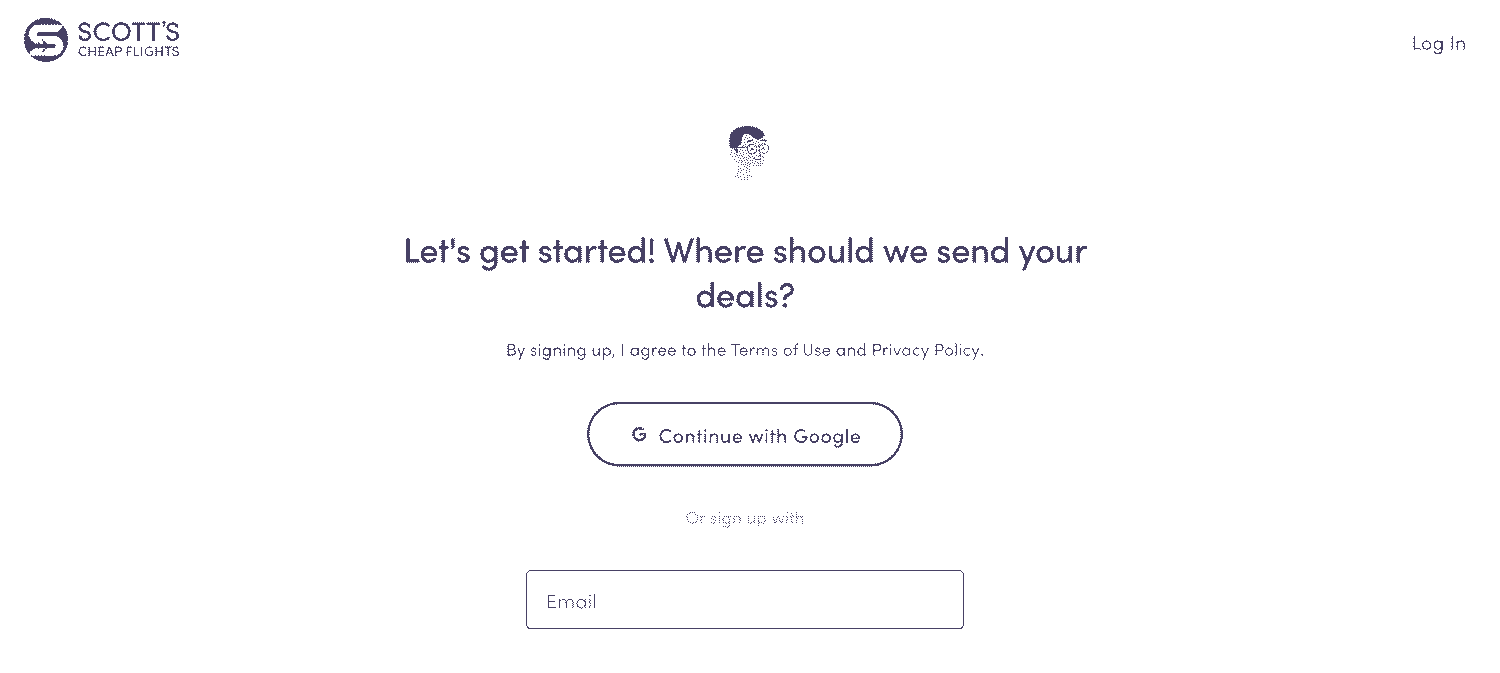 SCOTT'S
CHEAP FLIGHTS
Log In
Let's get started! Where should we send your
deals?
By signing up, I agree to the Terms of Use and Privacy Policy.
G Continue with Google
Or sign up with
Email